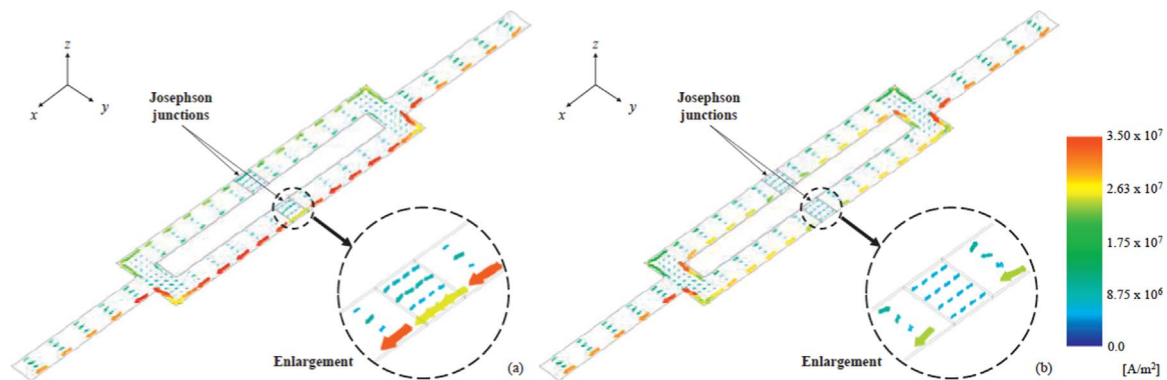 z
x
y
Josephson
junctions
Enlargement
(a)
z
x
y
Josephson
junctions
Enlargement
(b)
3.50 x 10⁷
2.63 x 10⁷
1.75 x 10⁷
8.75 x 10⁶
0.0
[A/m²]